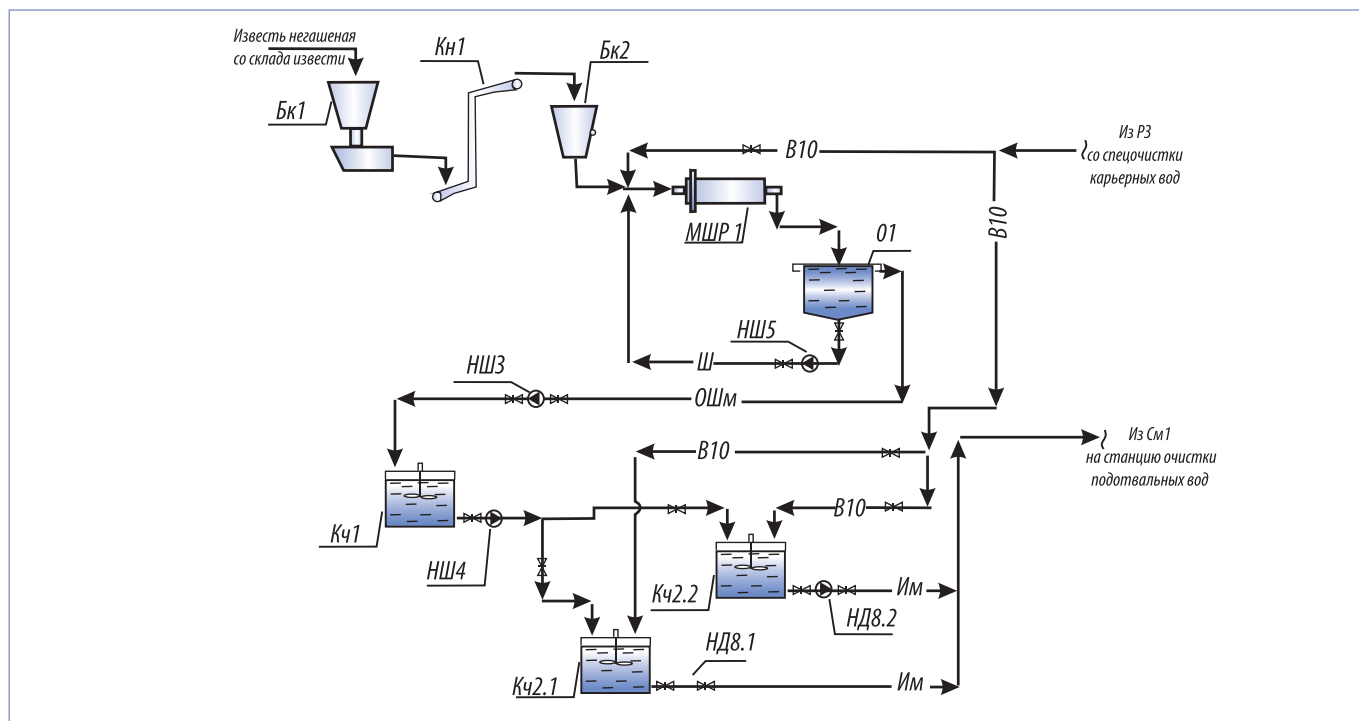 Известь негашеная
со склада извести
Кн1
Бк2
Бк1
В10
Из Р3
со спецочистки
карьерных вод
В10
МШР 1
О1
НШ5
Ш
НШ3
ОШм
В10
Из См1
на станцию очистки
подотвальных вод
В10
Кч1
НШ4
Кч2.2
Им
НД8.2
НД8.1
Кч2.1
Им